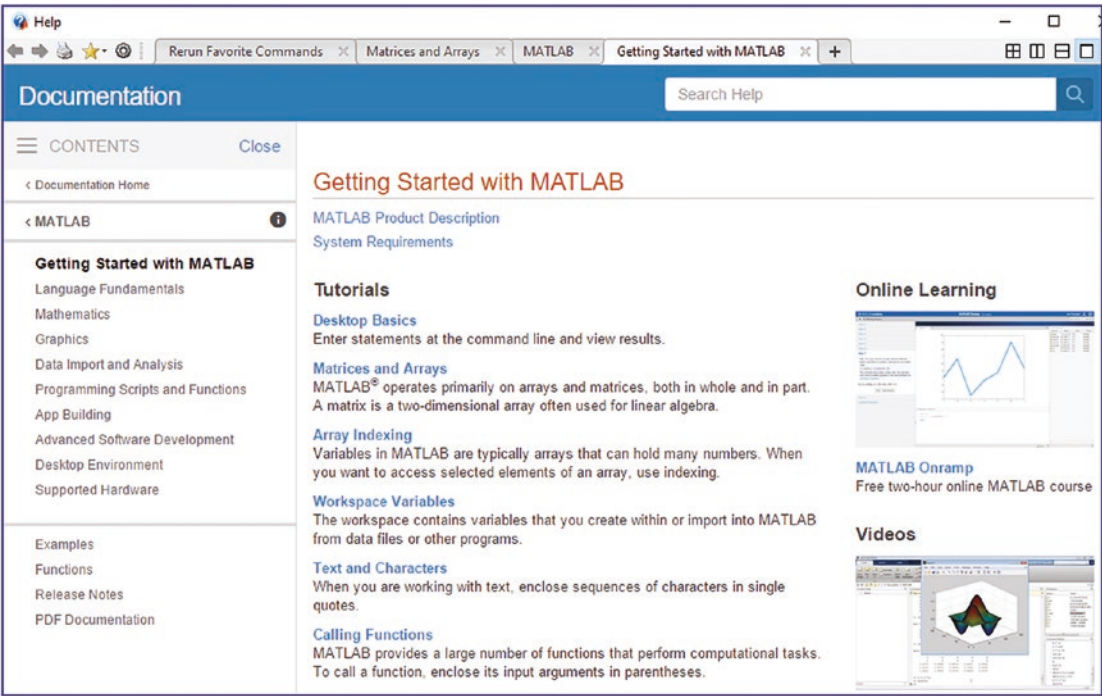 Help
Rerun Favorite Commands
Matrices and Arrays
MATLAB
Getting Started with MATLAB
Documentation
Search Help
CONTENTS
Close
< Documentation Home
< MATLAB
Getting Started with MATLAB
Language Fundamentals
Mathematics
Graphics
Data Import and Analysis
Programming Scripts and Functions
App Building
Advanced Software Development
Desktop Environment
Supported Hardware
Examples
Functions
Release Notes
PDF Documentation
Getting Started with MATLAB
MATLAB Product Description
System Requirements
Tutorials
Desktop Basics
Enter statements at the command line and view results.
Matrices and Arrays
MATLAB® operates primarily on arrays and matrices, both in whole and in part.
A matrix is a two-dimensional array often used for linear algebra.
Array Indexing
Variables in MATLAB are typically arrays that can hold many numbers. When
you want to access selected elements of an array, use indexing.
Workspace Variables
The workspace contains variables that you create within or import into MATLAB
from data files or other programs.
Text and Characters
When you are working with text, enclose sequences of characters in single
quotes.
Calling Functions
MATLAB provides a large number of functions that perform computational tasks.
To call a function, enclose its input arguments in parentheses.
Online Learning
MATLAB Onramp
Free two-hour online MATLAB course
Videos